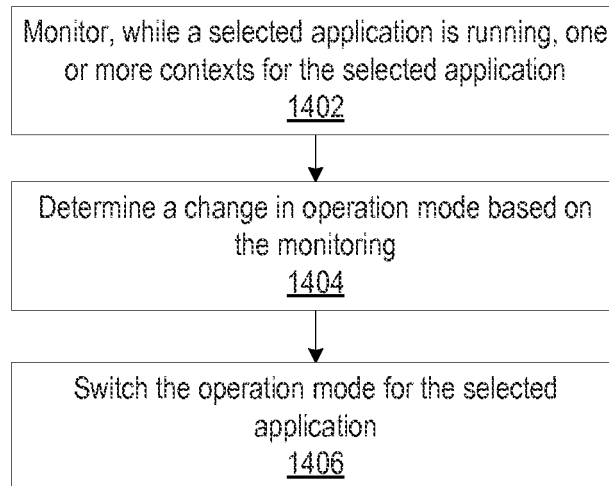 Monitor, while a selected application is running, one
or more contexts for the selected application
1402
Determine a change in operation mode based on
the monitoring
1404
Switch the operation mode for the selected
application
1406